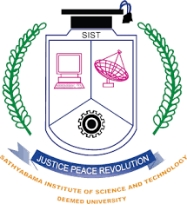 SIST
JUSTICE PEACE REVOLUTION
SATHYABAMA INSTITUTE OF SCIENCE AND TECHNOLOGY
DEEMED UNIVERSITY